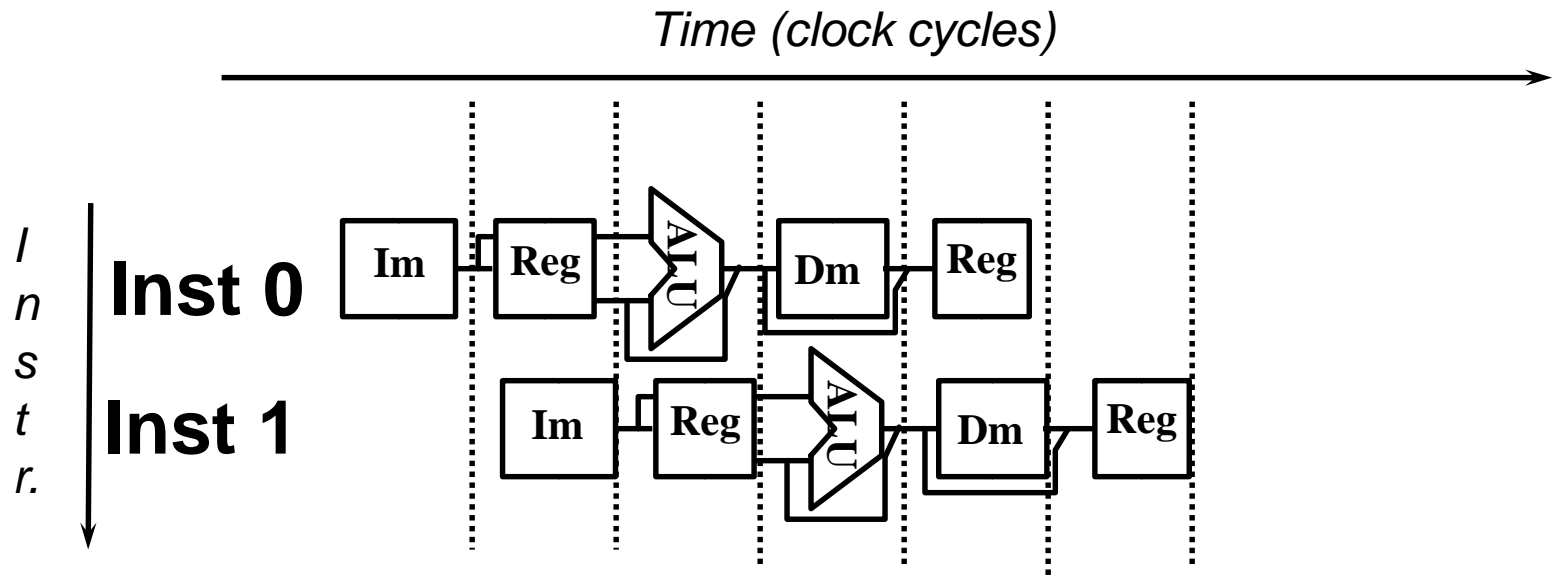 Time (clock cycles)
I
n
s
t
r.
Inst 0
Im
Reg
ALU
Dm
Reg
Inst 1
Im
Reg
ALU
Dm
Reg